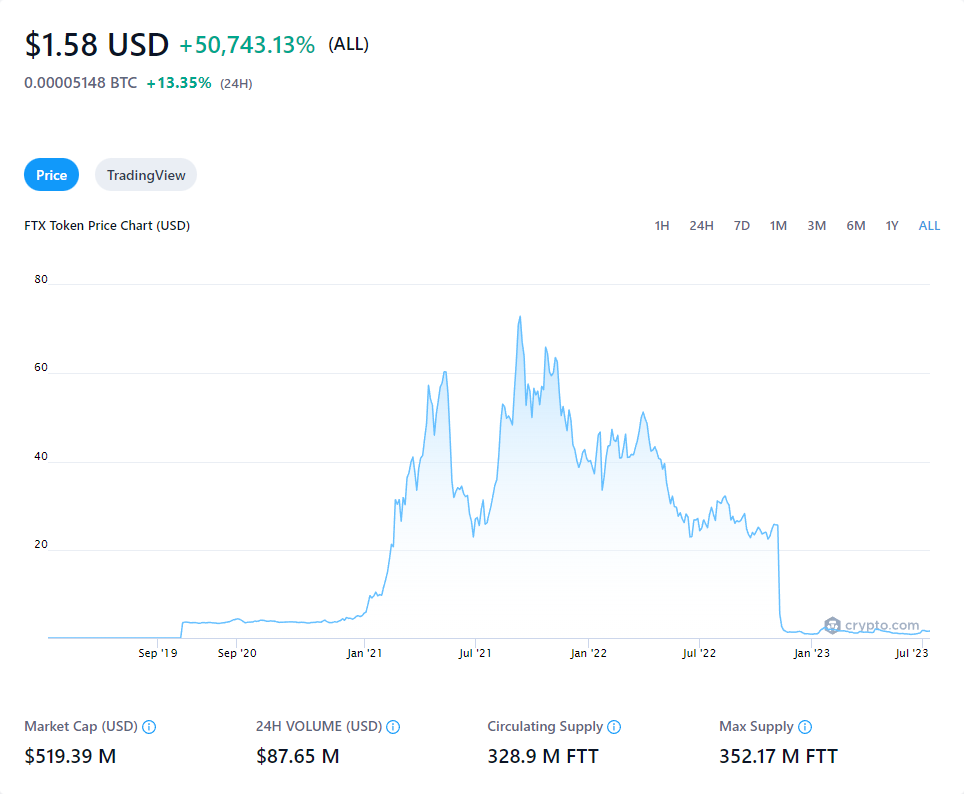 $1.58 USD +50,743.13% (ALL)
0.00005148 BTC +13.35% (24H)
Price TradingView
FTX Token Price Chart (USD) 1H 24H 7D 1M 3M 6M 1Y ALL
80
60
40
20
crypto.com
Sep '19 Sep '20 Jan '21 Jul '21 Jan '22 Jul '22 Jan '23 Jul '23
Market Cap (USD) 24H VOLUME (USD) Circulating Supply Max Supply
$519.39 M $87.65 M 328.9 M FTT 352.17 M FTT